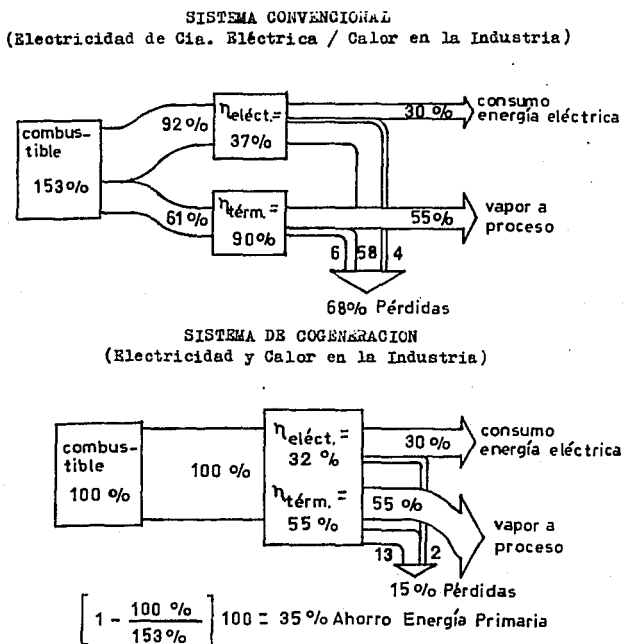 SISTEMA CONVENCIONAL
(Electricidad de Cia. Eléctrica / Calor en la Industria)
combus-
tible
153%
92%
ηeléct.=
37%
30%
consumo
energía eléctrica
61%
ηtérm.=
90%
55%
vapor a
proceso
6 58 4
68% Pérdidas
SISTEMA DE COGENERACION
(Electricidad y Calor en la Industria)
combus-
tible
100 %
100 %
ηeléct.=
32 %
ηtérm.=
55 %
30 %
consumo
energía eléctrica
55 %
vapor a
proceso
13 2
15% Pérdidas
[1 - 100 % / 153%] 100 = 35% Ahorro Energía Primaria